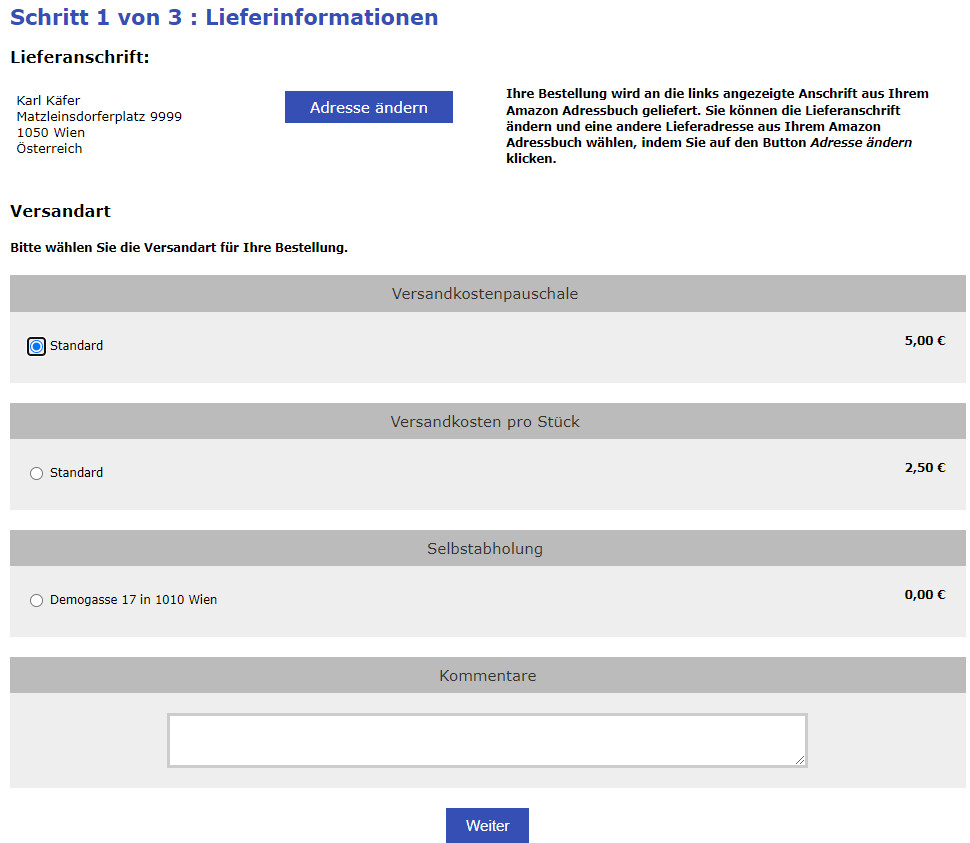 Schritt 1 von 3 : Lieferinformationen
Lieferanschrift:
Karl Käfer
Matzleinsdorferplatz 9999
1050 Wien
Österreich
Adresse ändern
Ihre Bestellung wird an die links angezeigte Anschrift aus Ihrem
Amazon Adressbuch geliefert. Sie können die Lieferanschrift
ändern und eine andere Lieferadresse aus Ihrem Amazon
Adressbuch wählen, indem Sie auf den Button Adresse ändern
klicken.
Versandart
Bitte wählen Sie die Versandart für Ihre Bestellung.
Versandkostenpauschale
Standard 5,00 €
Versandkosten pro Stück
Standard 2,50 €
Selbstabholung
Demogasse 17 in 1010 Wien 0,00 €
Kommentare
Weiter